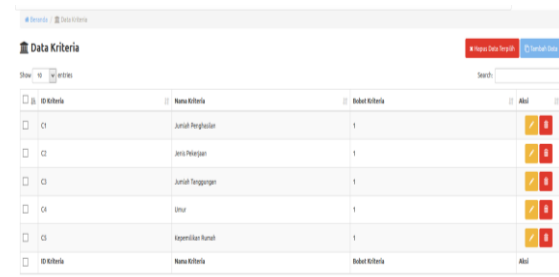 Beranda / Data Kriteria
Data Kriteria
Hapus Data Terpilih Tambah Data
Show 10 entries Search:
ID Kriteria Nama Kriteria Bobot Kriteria Aksi
C1 Jumlah Penghasilan 1
C2 Jenis Pekerjaan 1
C3 Jumlah Tanggungan 1
C4 Umur 1
C5 Kepemilikan Rumah 1
ID Kriteria Nama Kriteria Bobot Kriteria Aksi